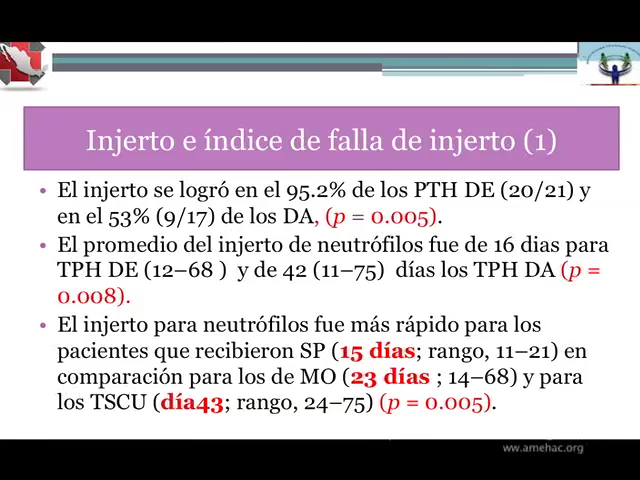 Injerto e índice de falla de injerto (1)
• El injerto se logró en el 95.2% de los PTH DE (20/21) y
en el 53% (9/17) de los DA, (p = 0.005).
• El promedio del injerto de neutrófilos fue de 16 dias para
TPH DE (12–68 ) y de 42 (11–75) días los TPH DA (p =
0.008).
• El injerto para neutrófilos fue más rápido para los
pacientes que recibieron SP (15 días; rango, 11–21) en
comparación para los de MO (23 días ; 14–68) y para
los TSCU (día43; rango, 24–75) (p = 0.005).
ww.amehac.org